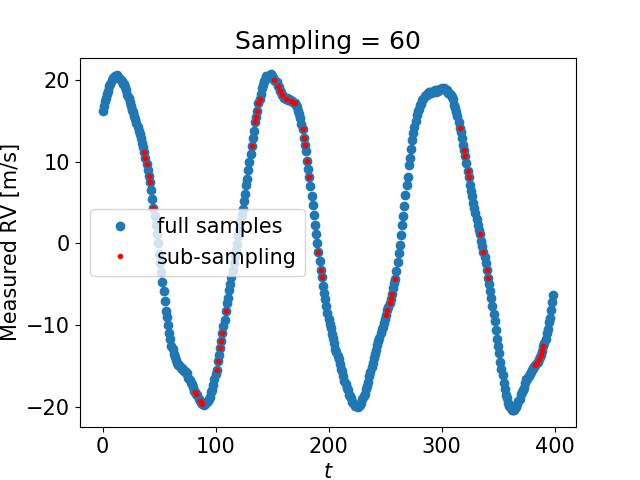 Sampling = 60
Measured RV [m/s]
20
10
0
−10
−20
full samples
sub-sampling
0 100 200 300 400
t